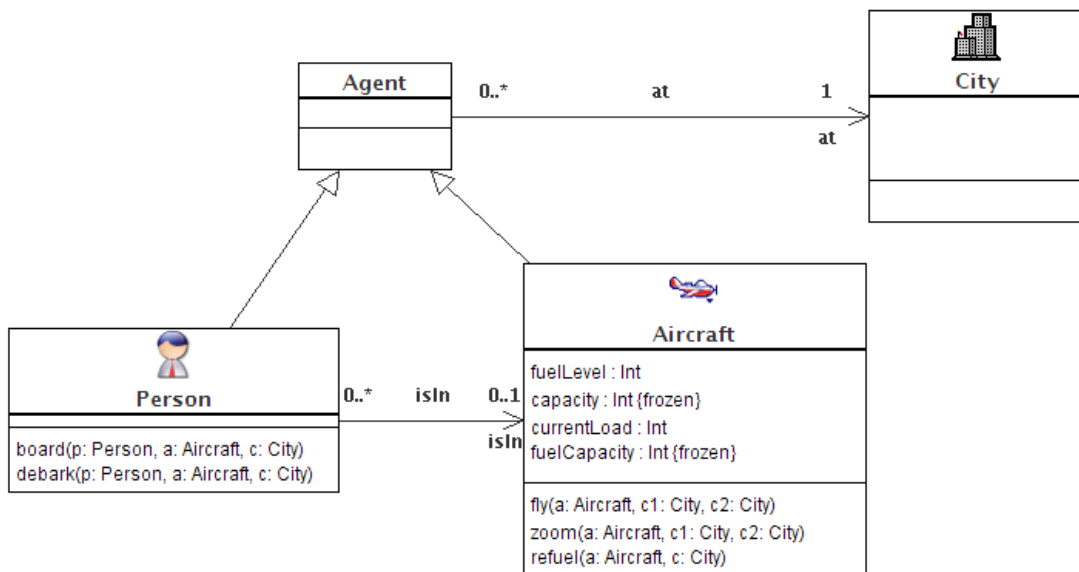 City
Agent
0..* at 1
at
Aircraft
fuelLevel : Int
capacity : Int {frozen}
currentLoad : Int
fuelCapacity : Int {frozen}
fly(a: Aircraft, c1: City, c2: City)
zoom(a: Aircraft, c1: City, c2: City)
refuel(a: Aircraft, c: City)
Person
board(p: Person, a: Aircraft, c: City)
debark(p: Person, a: Aircraft, c: City)
0..* isIn 0..1
isIn